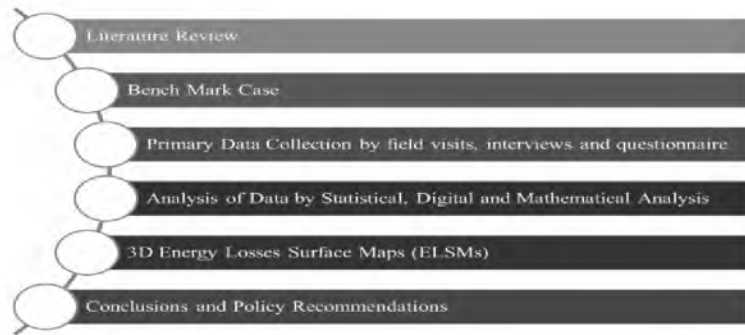 Literature Review
Bench Mark Case
Primary Data Collection by field visits, interviews and questionnaire
Analysis of Data by Statistical, Digital and Mathematical Analysis
3D Energy Losses Surface Maps (ELSMs)
Conclusions and Policy Recommendations